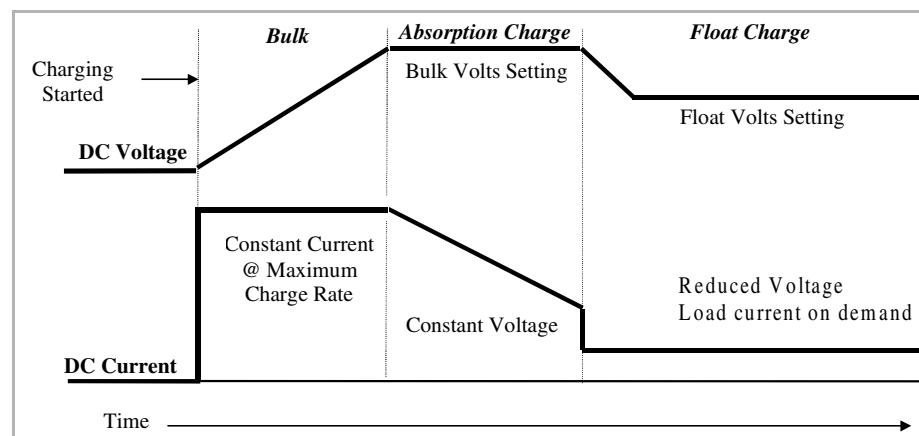 Bulk
Absorption Charge
Float Charge
Charging
Started
Bulk Volts Setting
Float Volts Setting
DC Voltage
Constant Current
@ Maximum
Charge Rate
Constant Voltage
Reduced Voltage
Load current on demand
DC Current
Time